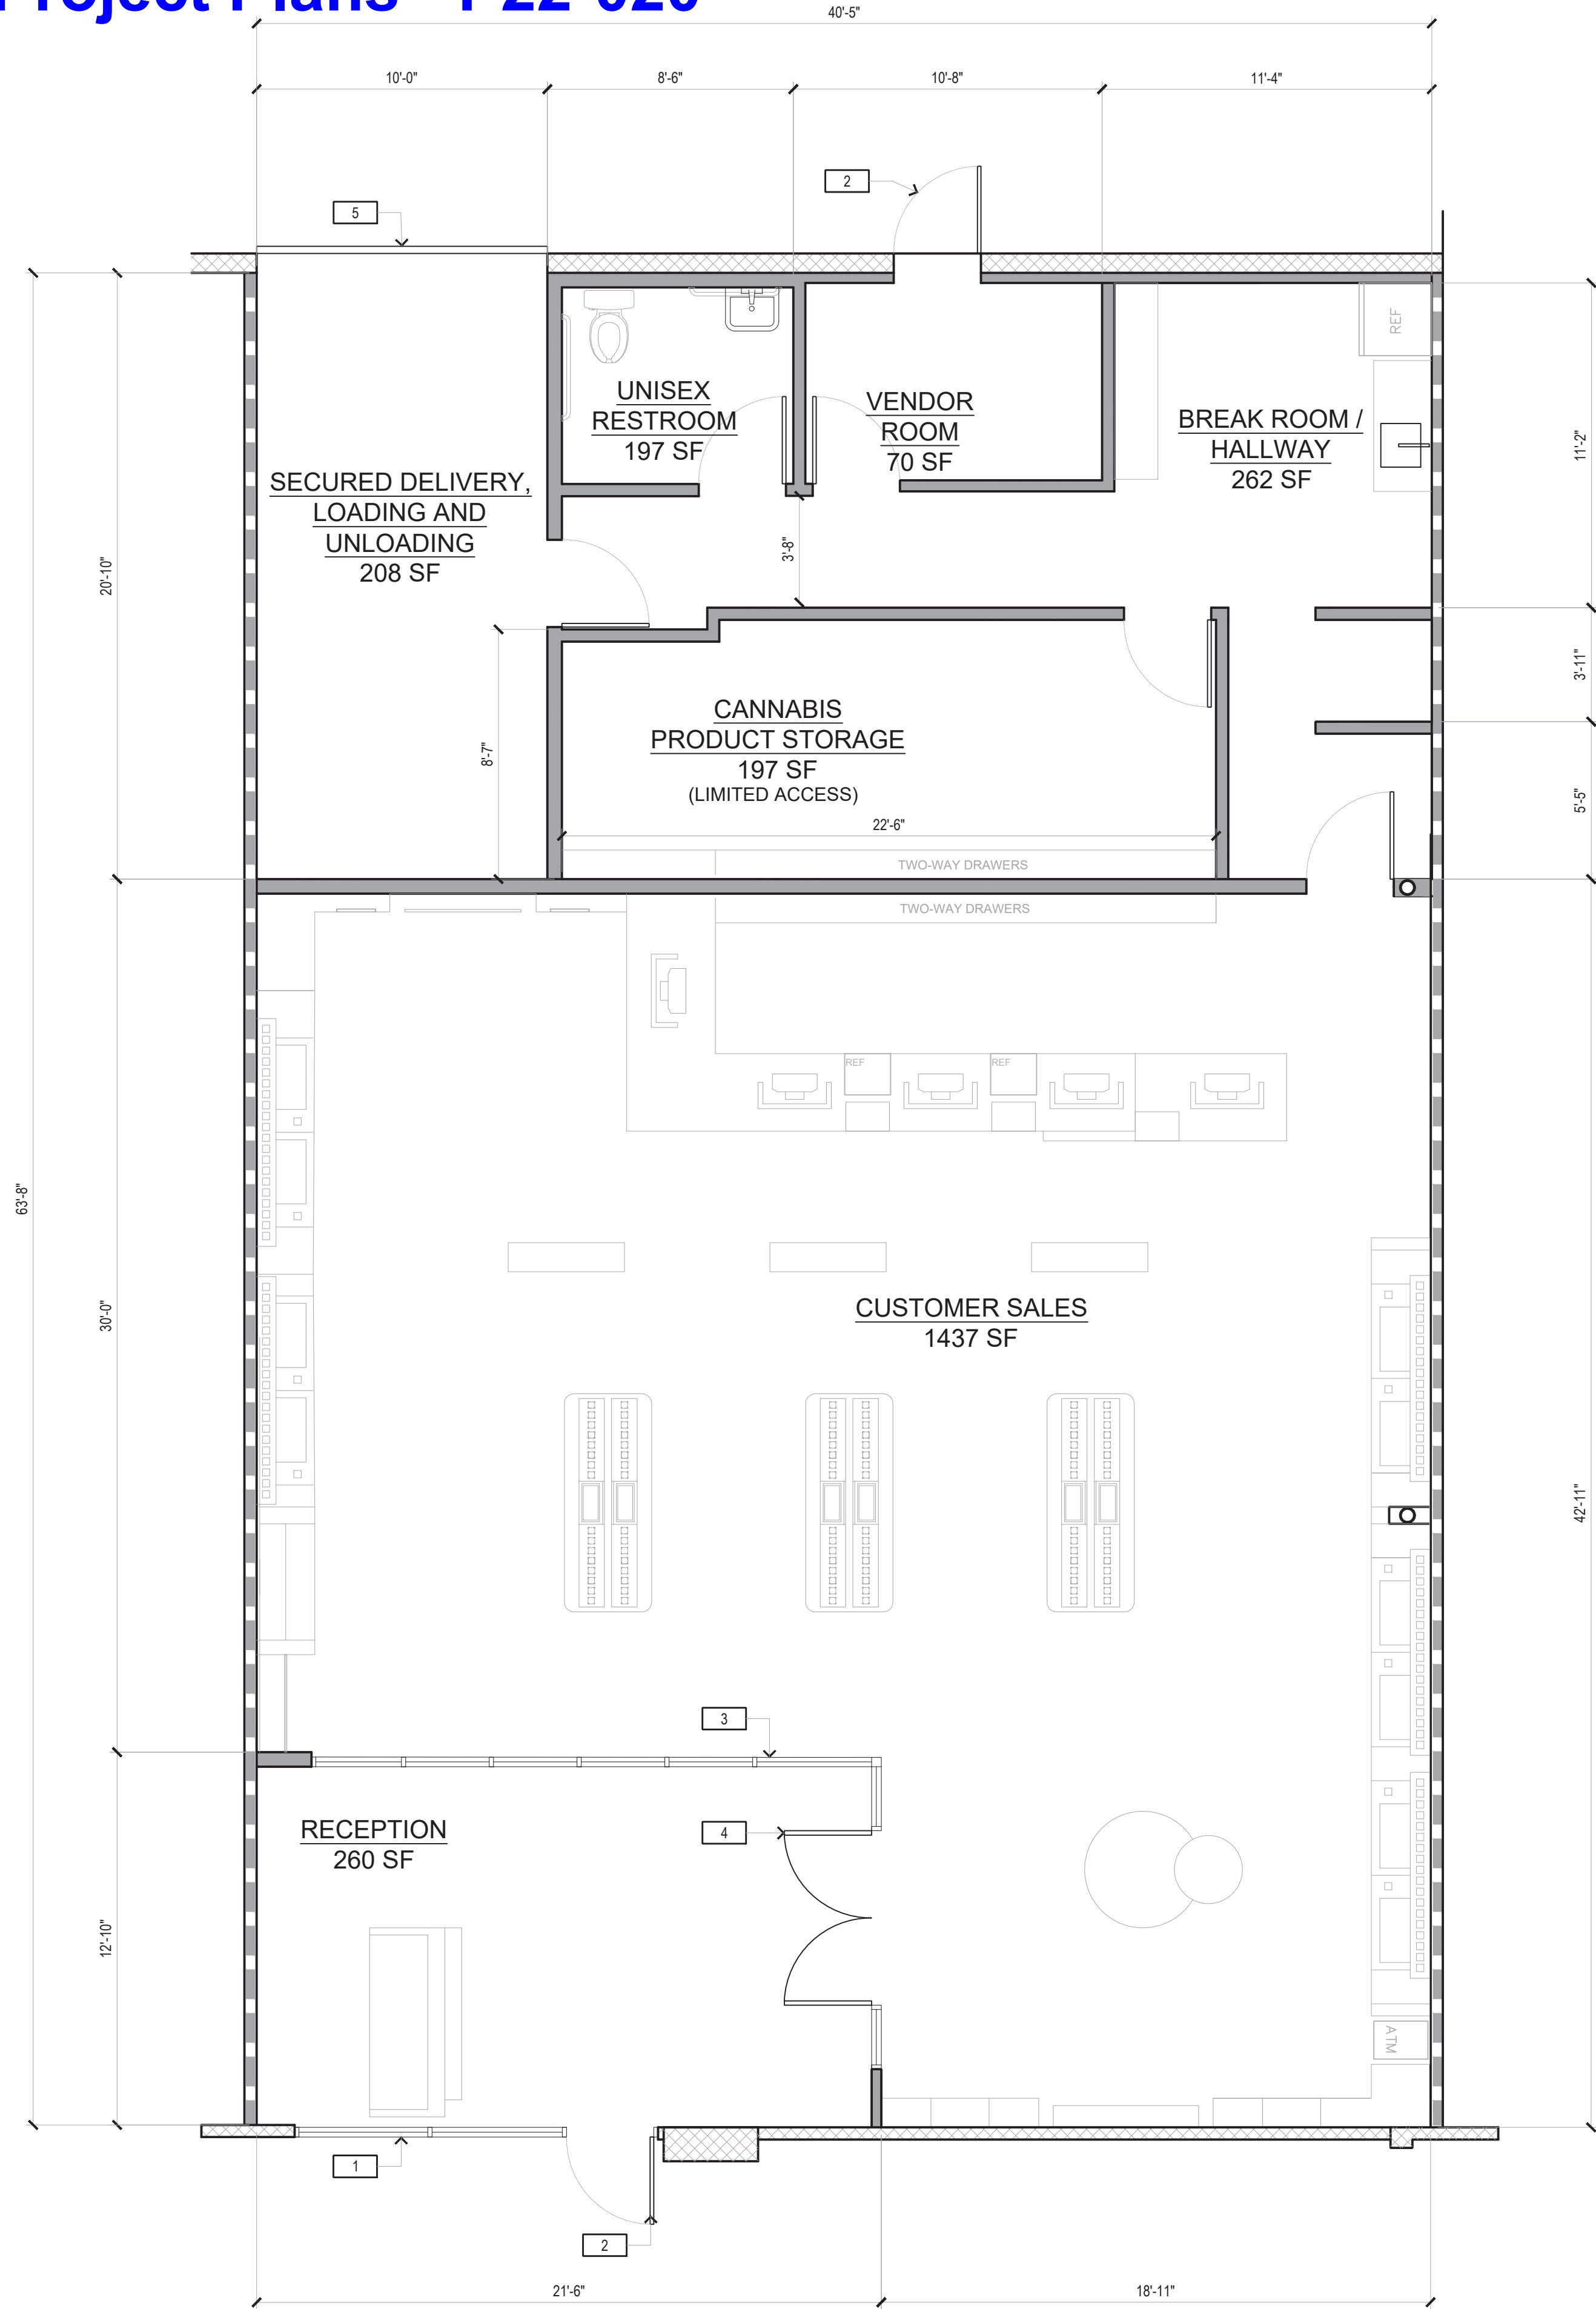 40'-5"
10'-0"
8'-6"
10'-8"
11'-4"
2
5
REF
UNISEX
RESTROOM
197 SF
VENDOR
ROOM
70 SF
BREAK ROOM /
HALLWAY
262 SF
11'-2"
SECURED DELIVERY,
LOADING AND
UNLOADING
208 SF
20'-10"
3'-8"
3'-11"
CANNABIS
PRODUCT STORAGE
197 SF
(LIMITED ACCESS)
8'-7"
5'-5"
22'-6"
TWO-WAY DRAWERS
TWO-WAY DRAWERS
REF
REF
63'-8"
30'-0"
CUSTOMER SALES
1437 SF
42'-11"
3
RECEPTION
260 SF
4
12'-10"
ATM
1
2
21'-6"
18'-11"